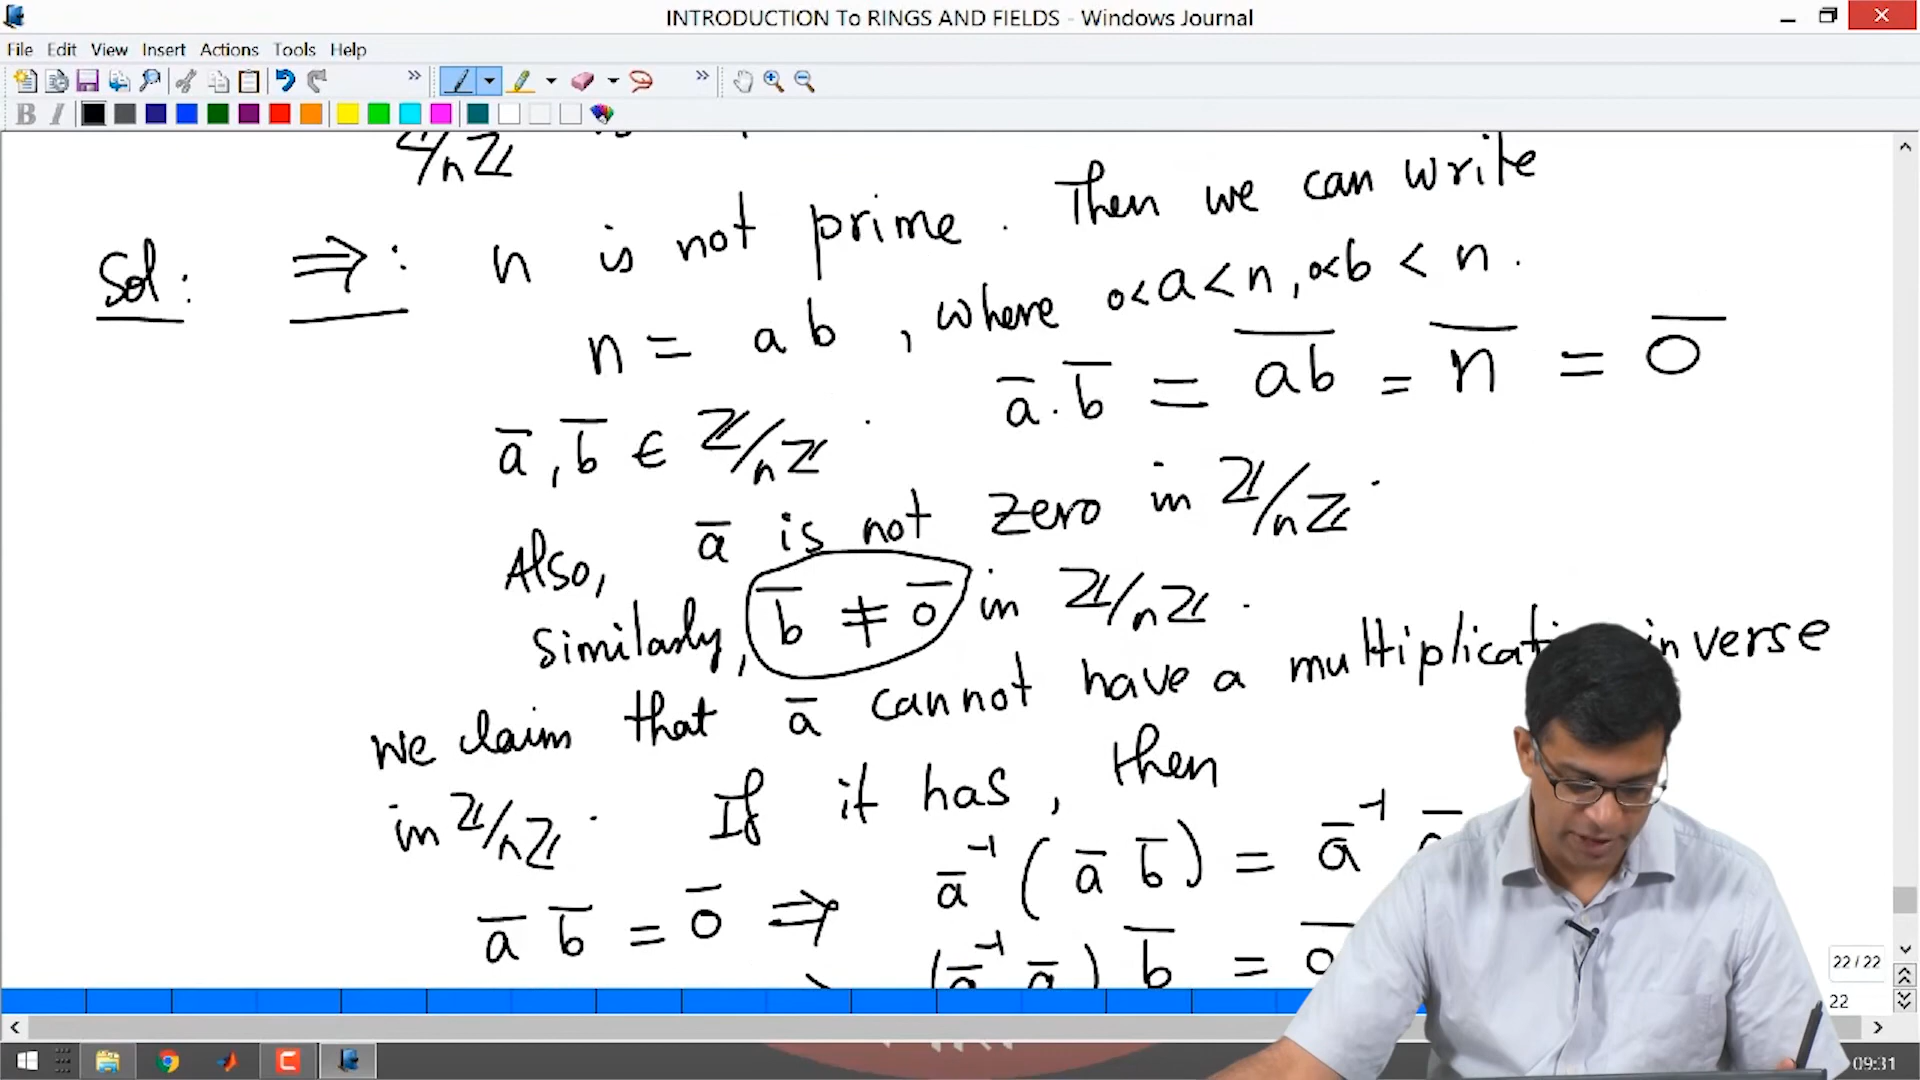 INTRODUCTION To RINGS AND FIELDS - Windows Journal
File Edit View Insert Actions Tools Help
B I
ℤ/nℤ is
Sol: ⇒: n is not prime. Then we can write
n = ab, where 0<a<n, 0<b<n.
a̅, b̅ ∈ ℤ/nℤ. a̅.b̅ = \overline{ab} = n̅ = 0̅
Also, a̅ is not zero in ℤ/nℤ.
Similarly, b̅ ≠ 0̅ in ℤ/nℤ.
We claim that a̅ cannot have a inverse
in ℤ/nℤ. If it has, then
a̅ b̅ = 0̅ ⇒ a̅⁻¹(a̅ b̅) = a̅⁻¹
(a̅⁻¹ a̅) b̅ = 0̅
22 / 22
22
09:31